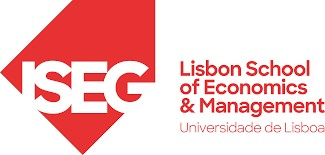 ISEG
Lisbon School
of Economics
& Management
Universidade de Lisboa